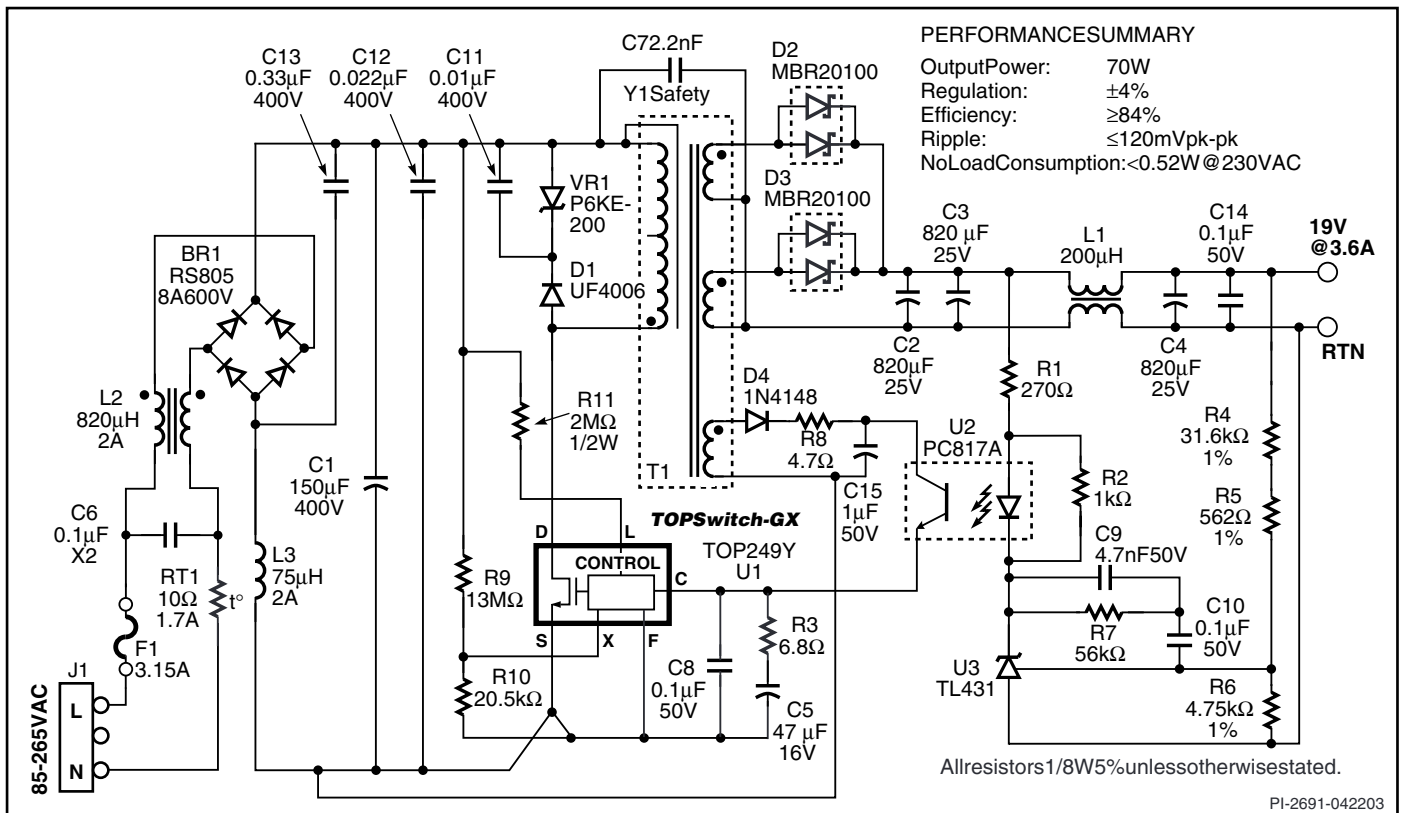 C13
0.33µF
400V
C12
0.022µF
400V
C11
0.01µF
400V
C72.2nF
Y1Safety
D2
MBR20100
PERFORMANCESUMMARY
OutputPower: 70W
Regulation: ±4%
Efficiency: ≥84%
Ripple: ≤120mVpk-pk
NoLoadConsumption:<0.52W@230VAC
VR1
P6KE-
200
D3
MBR20100
BR1
RS805
8A600V
D1
UF4006
C3
820 µF
25V
L1
200µH
C14
0.1µF
50V
19V
@3.6A
RTN
C2
820µF
25V
C4
820µF
25V
R1
270Ω
L2
820µH
2A
R11
2MΩ
1/2W
T1
D4
1N4148
R8
4.7Ω
C15
1µF
50V
U2
PC817A
R2
1kΩ
R4
31.6kΩ
1%
R5
562Ω
1%
C1
150µF
400V
C6
0.1µF
X2
L3
75µH
2A
RT1
10Ω
1.7A
t°
F1
3.15A
J1
L
N
85-265VAC
TOPSwitch-GX
TOP249Y
U1
D
L
CONTROL
C
S
X
F
R9
13MΩ
R10
20.5kΩ
C8
0.1µF
50V
R3
6.8Ω
C5
47 µF
16V
C9
4.7nF50V
R7
56kΩ
C10
0.1µF
50V
U3
TL431
R6
4.75kΩ
1%
Allresistors1/8W5%unlessotherwisestated.
PI-2691-042203